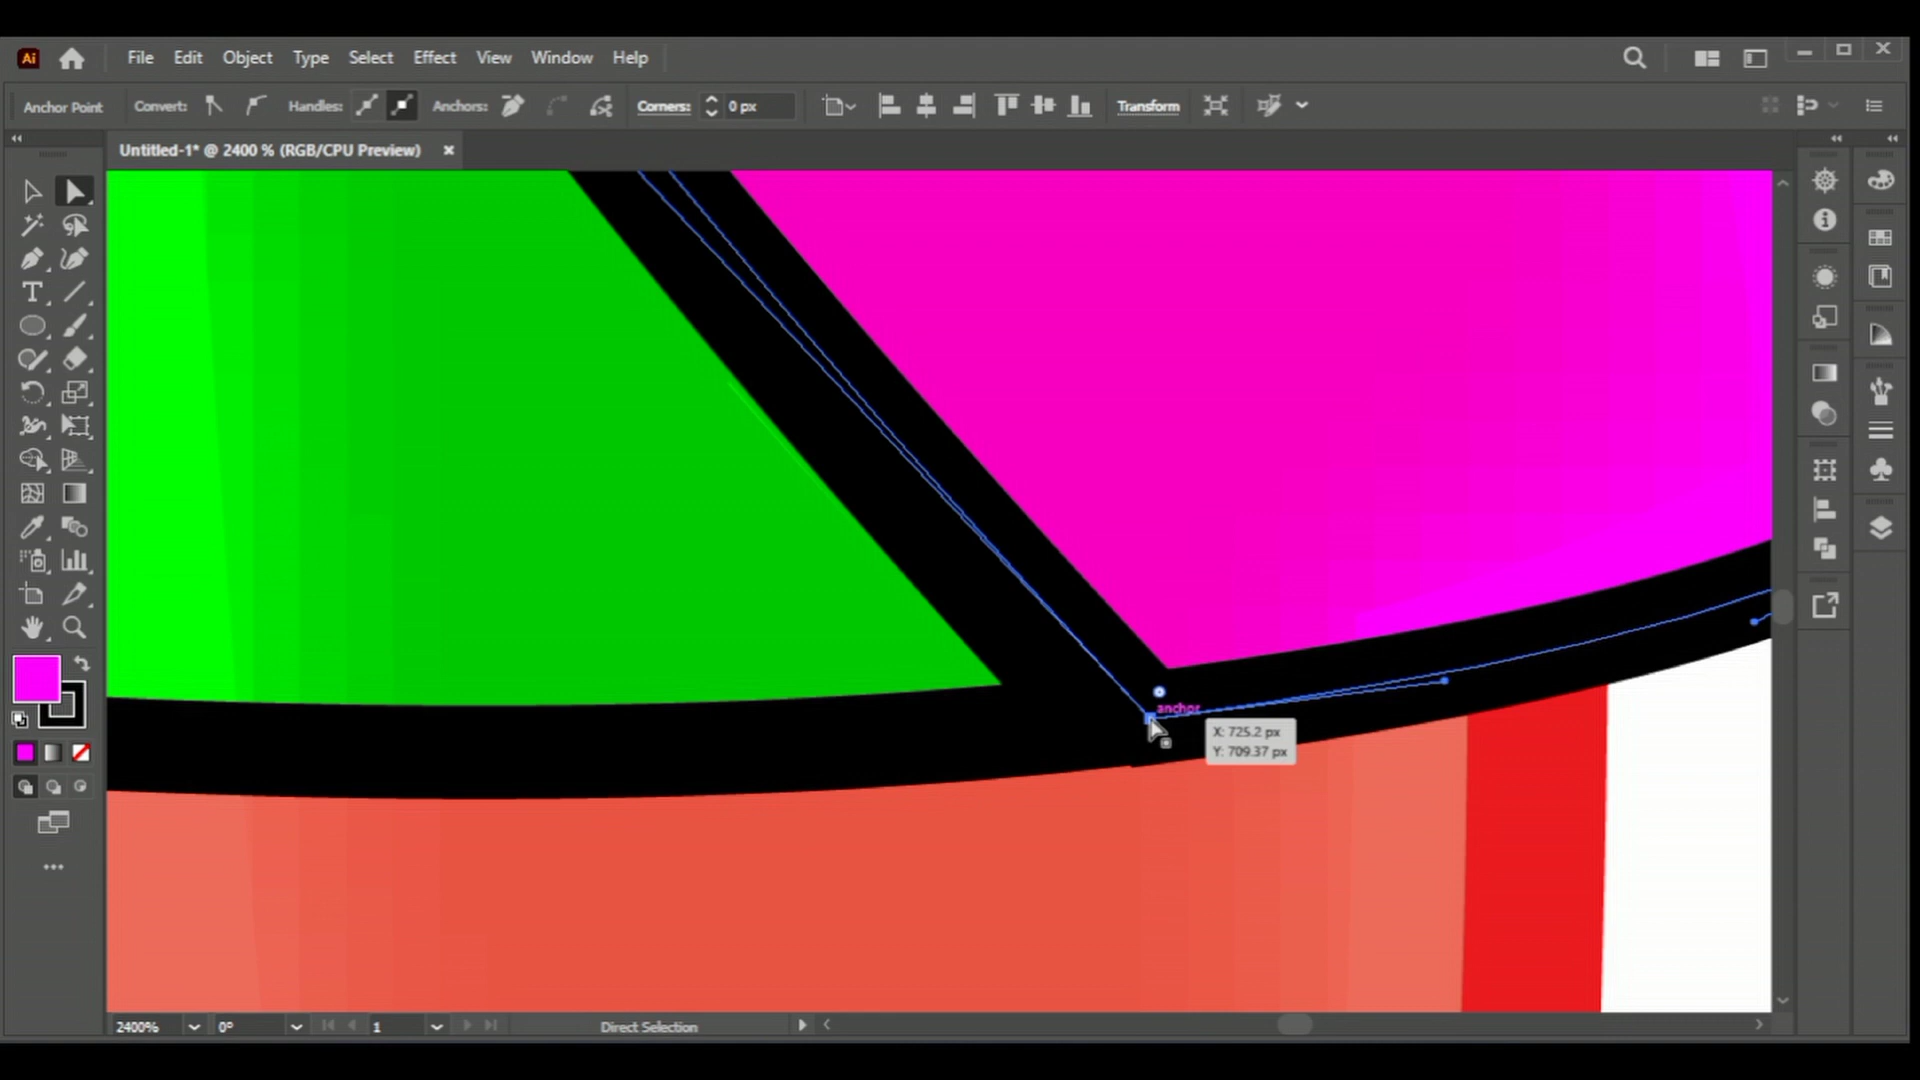 Ai File Edit Object Type Select Effect View Window Help
Anchor Point Convert: Handles: Anchors: Corners: 0 px Transform
Untitled-1* @ 2400 % (RGB/CPU Preview) ×
anchor
X: 725.2 px
Y: 709.37 px
2400% 0° 1 Direct Selection